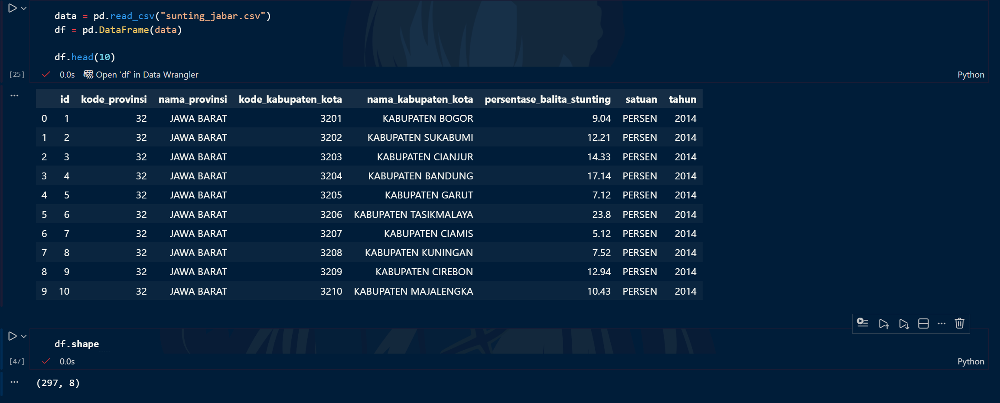 data = pd.read_csv("sunting_jabar.csv")
df = pd.DataFrame(data)
df.head(10)
[25] 0.0s Open 'df' in Data Wrangler Python
id kode_provinsi nama_provinsi kode_kabupaten_kota nama_kabupaten_kota persentase_balita_stunting satuan tahun
0 1 32 JAWA BARAT 3201 KABUPATEN BOGOR 9.04 PERSEN 2014
1 2 32 JAWA BARAT 3202 KABUPATEN SUKABUMI 12.21 PERSEN 2014
2 3 32 JAWA BARAT 3203 KABUPATEN CIANJUR 14.33 PERSEN 2014
3 4 32 JAWA BARAT 3204 KABUPATEN BANDUNG 17.14 PERSEN 2014
4 5 32 JAWA BARAT 3205 KABUPATEN GARUT 7.12 PERSEN 2014
5 6 32 JAWA BARAT 3206 KABUPATEN TASIKMALAYA 23.8 PERSEN 2014
6 7 32 JAWA BARAT 3207 KABUPATEN CIAMIS 5.12 PERSEN 2014
7 8 32 JAWA BARAT 3208 KABUPATEN KUNINGAN 7.52 PERSEN 2014
8 9 32 JAWA BARAT 3209 KABUPATEN CIREBON 12.94 PERSEN 2014
9 10 32 JAWA BARAT 3210 KABUPATEN MAJALENGKA 10.43 PERSEN 2014
df.shape
[47] 0.0s Python
(297, 8)